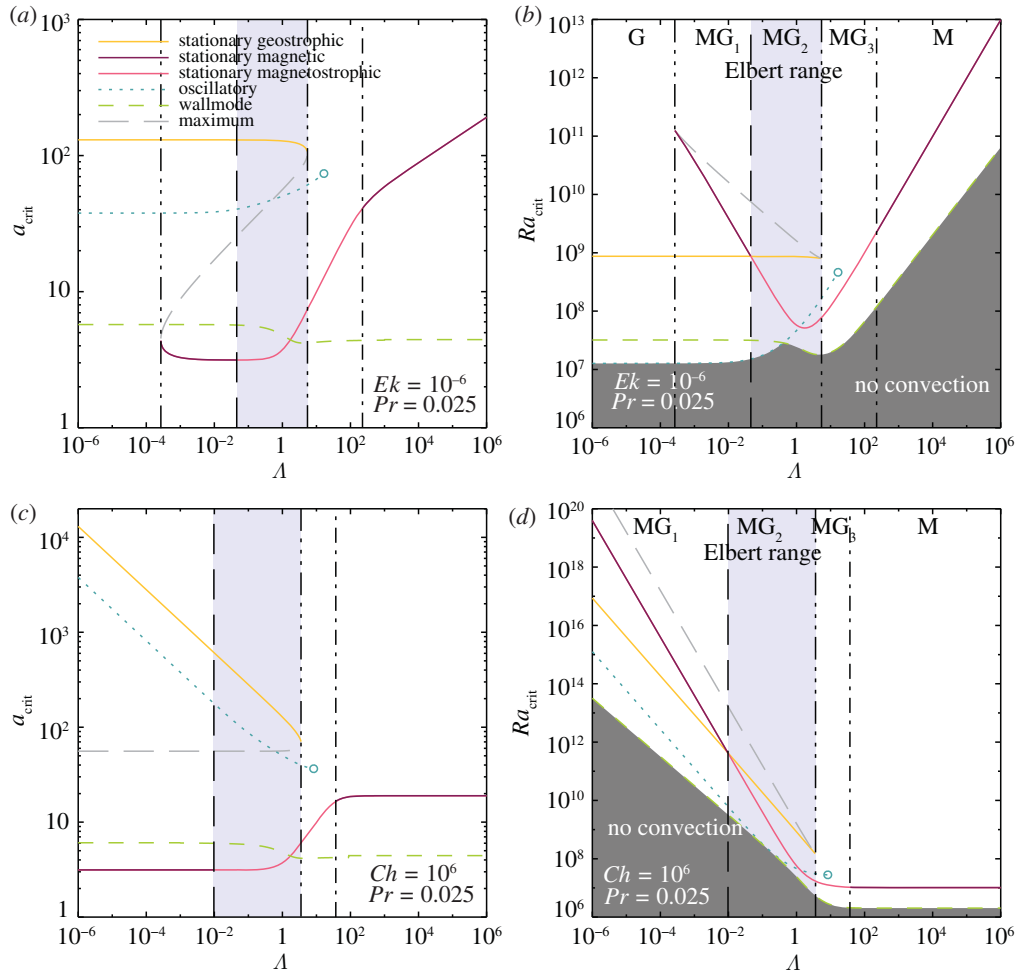 (a)
10³
10²
10
1
a_crit
stationary geostrophic
stationary magnetic
stationary magnetostrophic
oscillatory
wallmode
maximum
Ek = 10⁻⁶
Pr = 0.025
10⁻⁶ 10⁻⁴ 10⁻² 1 10² 10⁴ 10⁶
Λ
(b)
10¹³
10¹²
10¹¹
10¹⁰
10⁹
10⁸
10⁷
10⁶
Ra_crit
G MG₁ MG₂ MG₃ M
Elbert range
Ek = 10⁻⁶
Pr = 0.025
no convection
10⁻⁶ 10⁻⁴ 10⁻² 1 10² 10⁴ 10⁶
Λ
(c)
10⁴
10³
10²
10
1
a_crit
Ch = 10⁶
Pr = 0.025
10⁻⁶ 10⁻⁴ 10⁻² 1 10² 10⁴ 10⁶
Λ
(d)
10²⁰
10¹⁸
10¹⁶
10¹⁴
10¹²
10¹⁰
10⁸
10⁶
Ra_crit
MG₁ MG₂ MG₃ M
Elbert range
no convection
Ch = 10⁶
Pr = 0.025
10⁻⁶ 10⁻⁴ 10⁻² 1 10² 10⁴ 10⁶
Λ